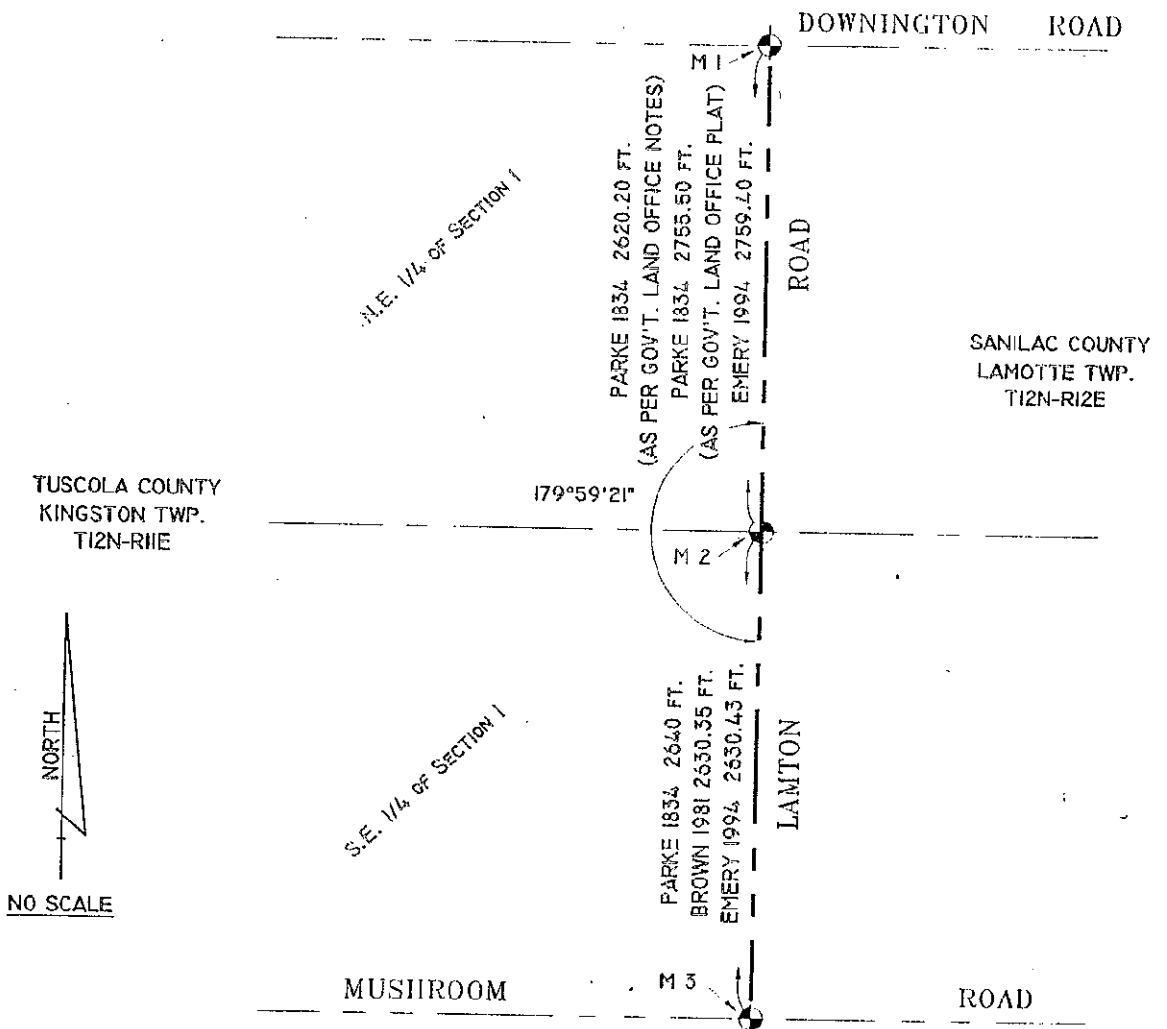 DOWNINGTON ROAD
M 1
PARKE 1834 2620.20 FT.
(AS PER GOV'T. LAND OFFICE NOTES)
PARKE 1834 2755.50 FT.
(AS PER GOV'T. LAND OFFICE PLAT)
EMERY 1994 2759.40 FT.
ROAD
N.E. 1/4 OF SECTION 1
SANILAC COUNTY
LAMOTTE TWP.
T12N-R12E
TUSCOLA COUNTY
KINGSTON TWP.
T12N-R11E
179°59'21"
M 2
NORTH
NO SCALE
S.E. 1/4 OF SECTION 1
PARKE 1834 2640 FT.
BROWN 1981 2630.35 FT.
EMERY 1994 2630.43 FT.
LAMTON
M 3
MUSHROOM ROAD